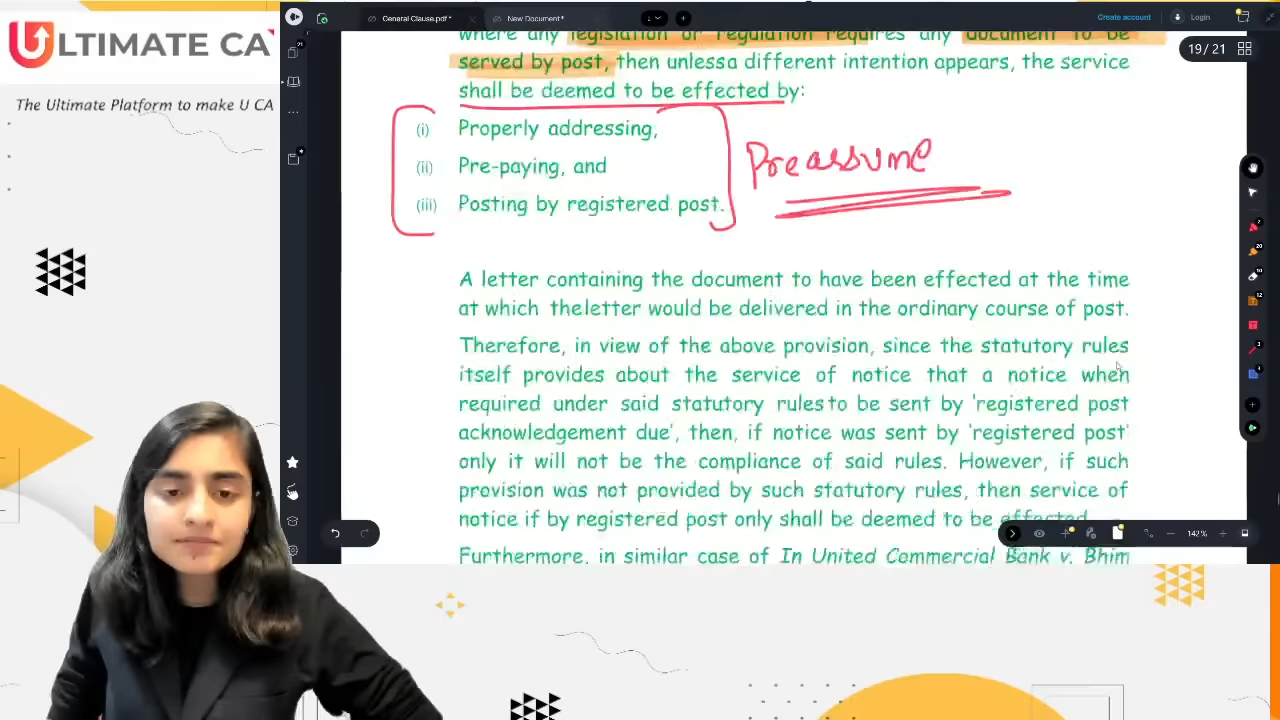 General Clause.pdf *
New Document*
Create account
Login
ULTIMATE CA
The Ultimate Platform to make U CA
19 / 21
where any legislation or regulation requires any document to be
served by post, then unlessa different intention appears, the service
shall be deemed to be effected by:
(i) Properly addressing,
(ii) Pre-paying, and
(iii) Posting by registered post.
Preassume
A letter containing the document to have been effected at the time
at which theletter would be delivered in the ordinary course of post.
Therefore, in view of the above provision, since the statutory rules
itself provides about the service of notice that a notice when
required under said statutory rulesto be sent by 'registered post
acknowledgement due', then, if notice was sent by 'registered post'
only it will not be the compliance of said rules. However, if such
provision was not provided by such statutory rules, then service of
notice if by registered post only shall be deemed to be effected.
Furthermore, in similar case of In United Commercial Bank v. Bhim
142%